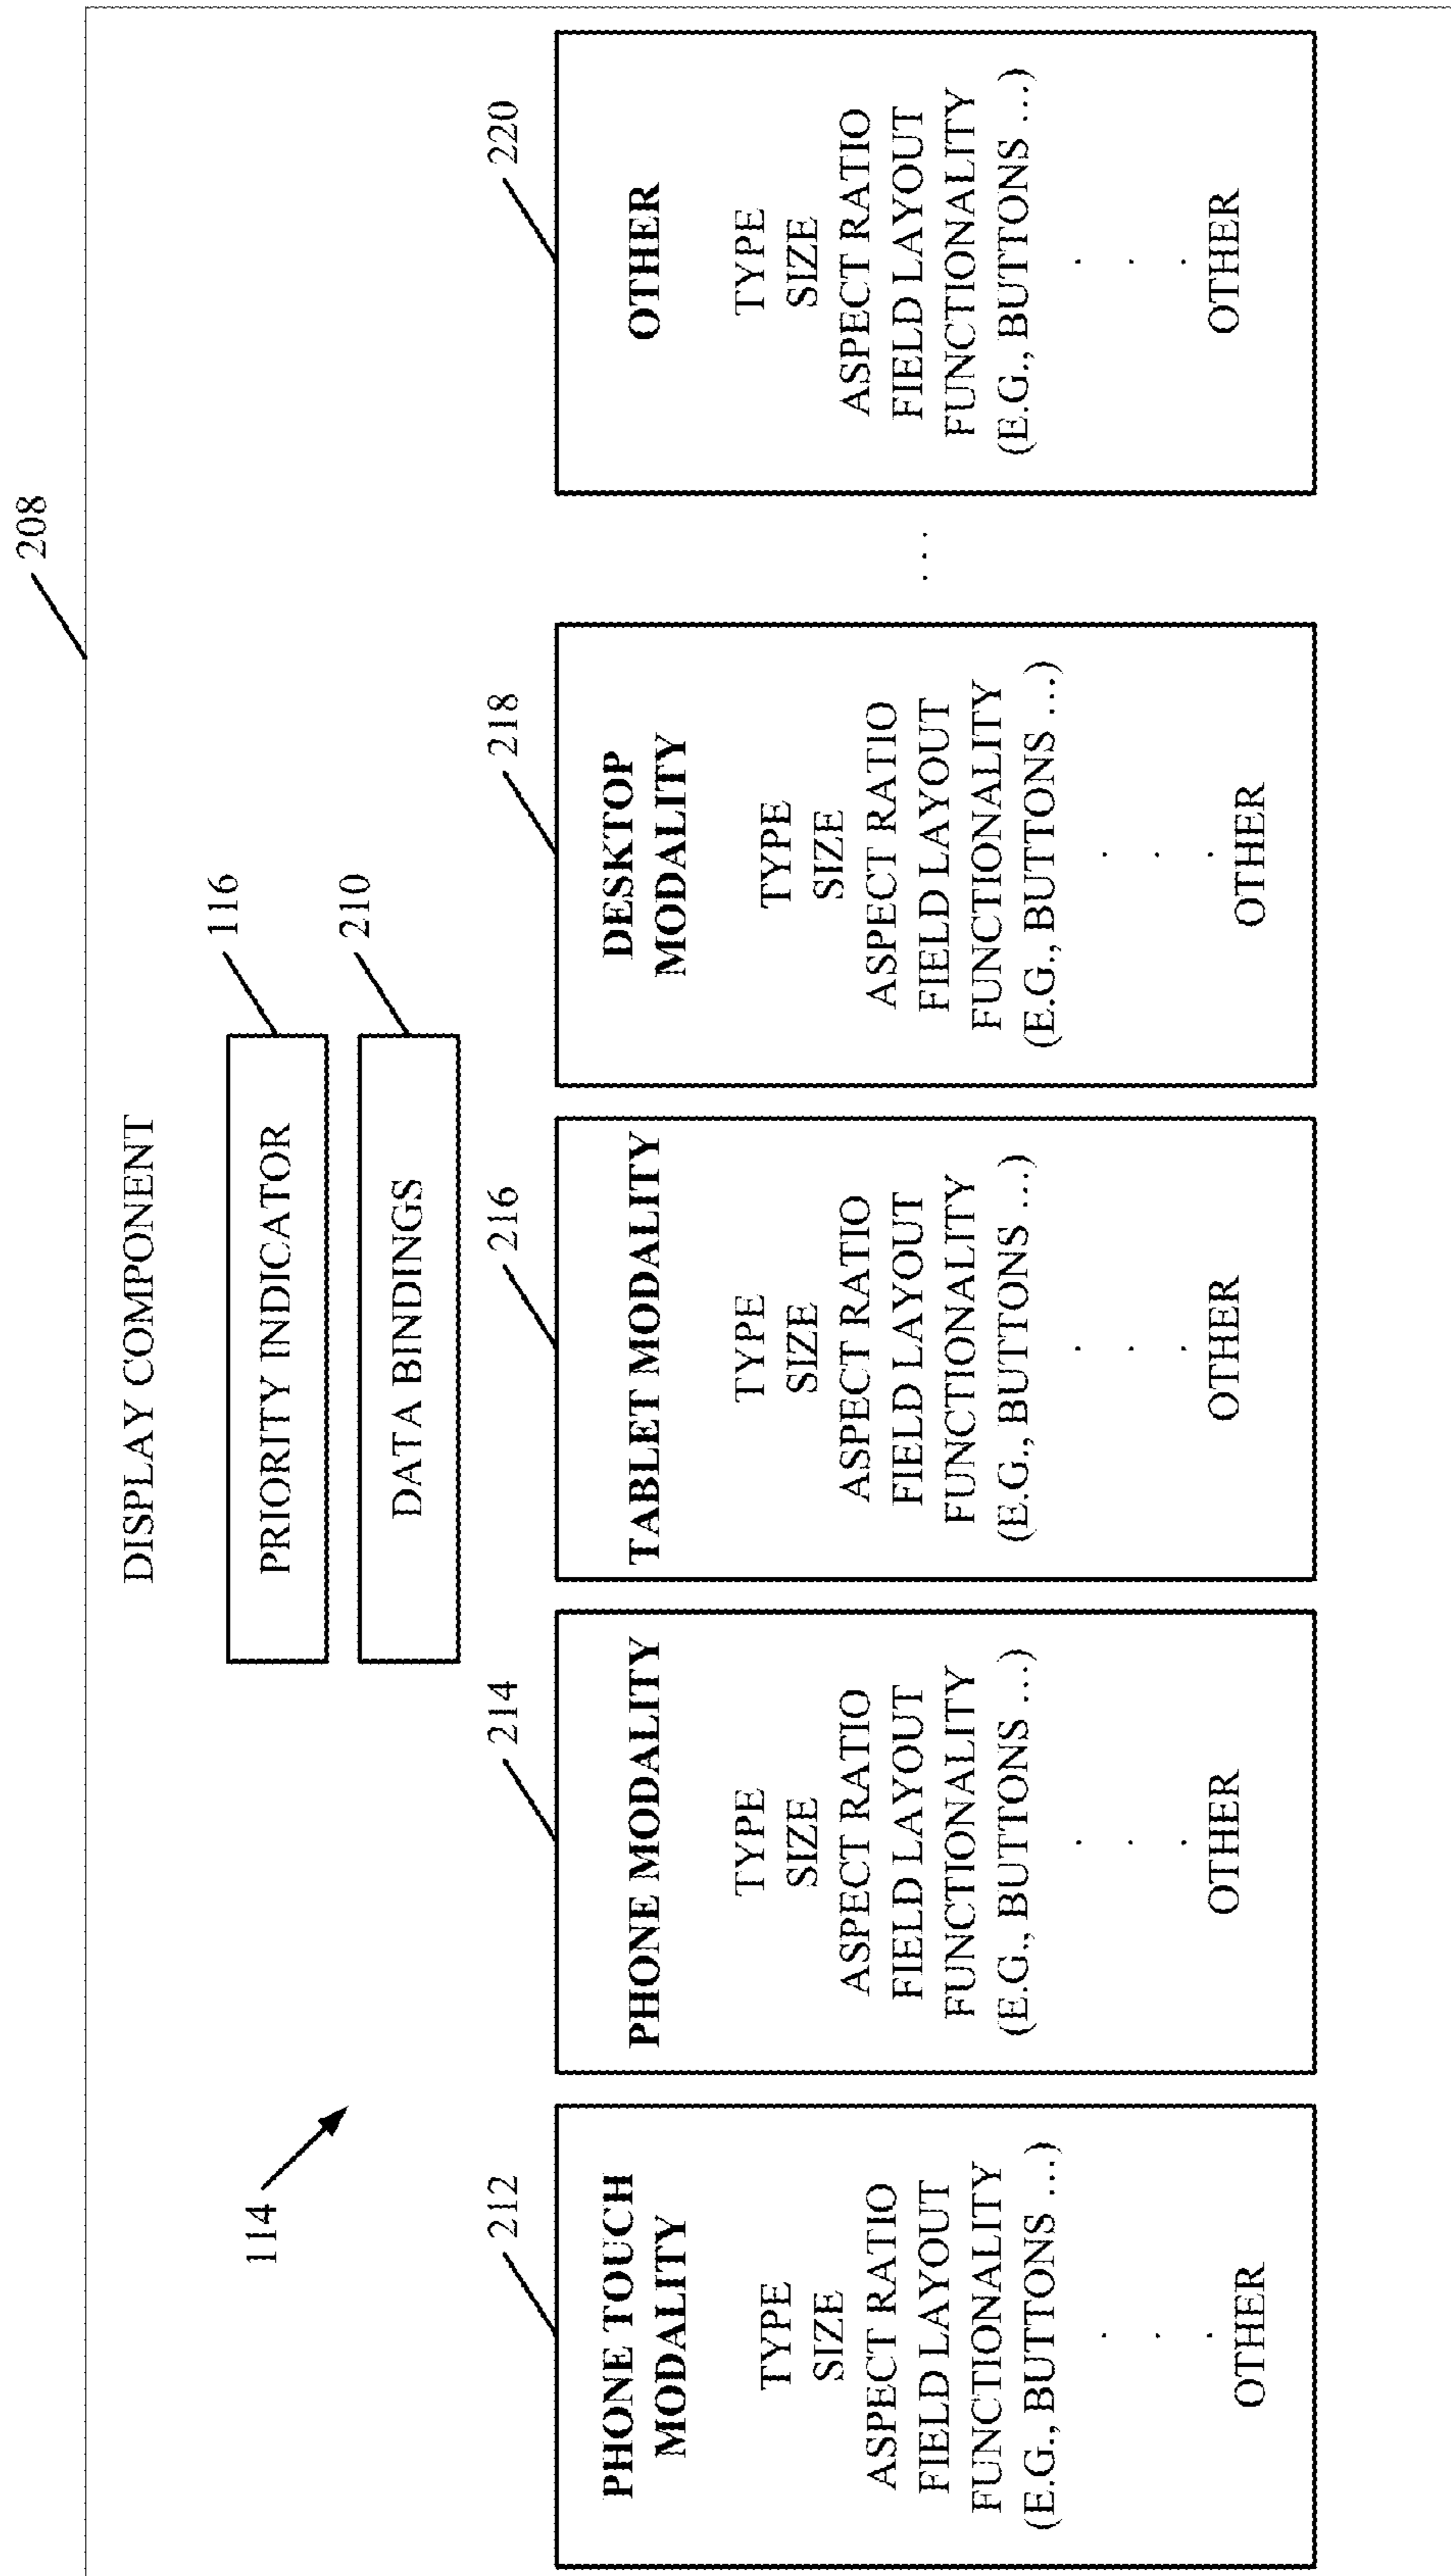 208
DISPLAY COMPONENT
114
PRIORITY INDICATOR
116
DATA BINDINGS
210
212
PHONE TOUCH
MODALITY
TYPE
SIZE
ASPECT RATIO
FIELD LAYOUT
FUNCTIONALITY
(E.G., BUTTONS ...)
.
.
.
OTHER
214
PHONE MODALITY
TYPE
SIZE
ASPECT RATIO
FIELD LAYOUT
FUNCTIONALITY
(E.G., BUTTONS ...)
.
.
.
OTHER
216
TABLET MODALITY
TYPE
SIZE
ASPECT RATIO
FIELD LAYOUT
FUNCTIONALITY
(E.G., BUTTONS ...)
.
.
.
OTHER
218
DESKTOP
MODALITY
TYPE
SIZE
ASPECT RATIO
FIELD LAYOUT
FUNCTIONALITY
(E.G., BUTTONS ...)
.
.
.
OTHER
...
220
OTHER
TYPE
SIZE
ASPECT RATIO
FIELD LAYOUT
FUNCTIONALITY
(E.G., BUTTONS ...)
.
.
.
OTHER